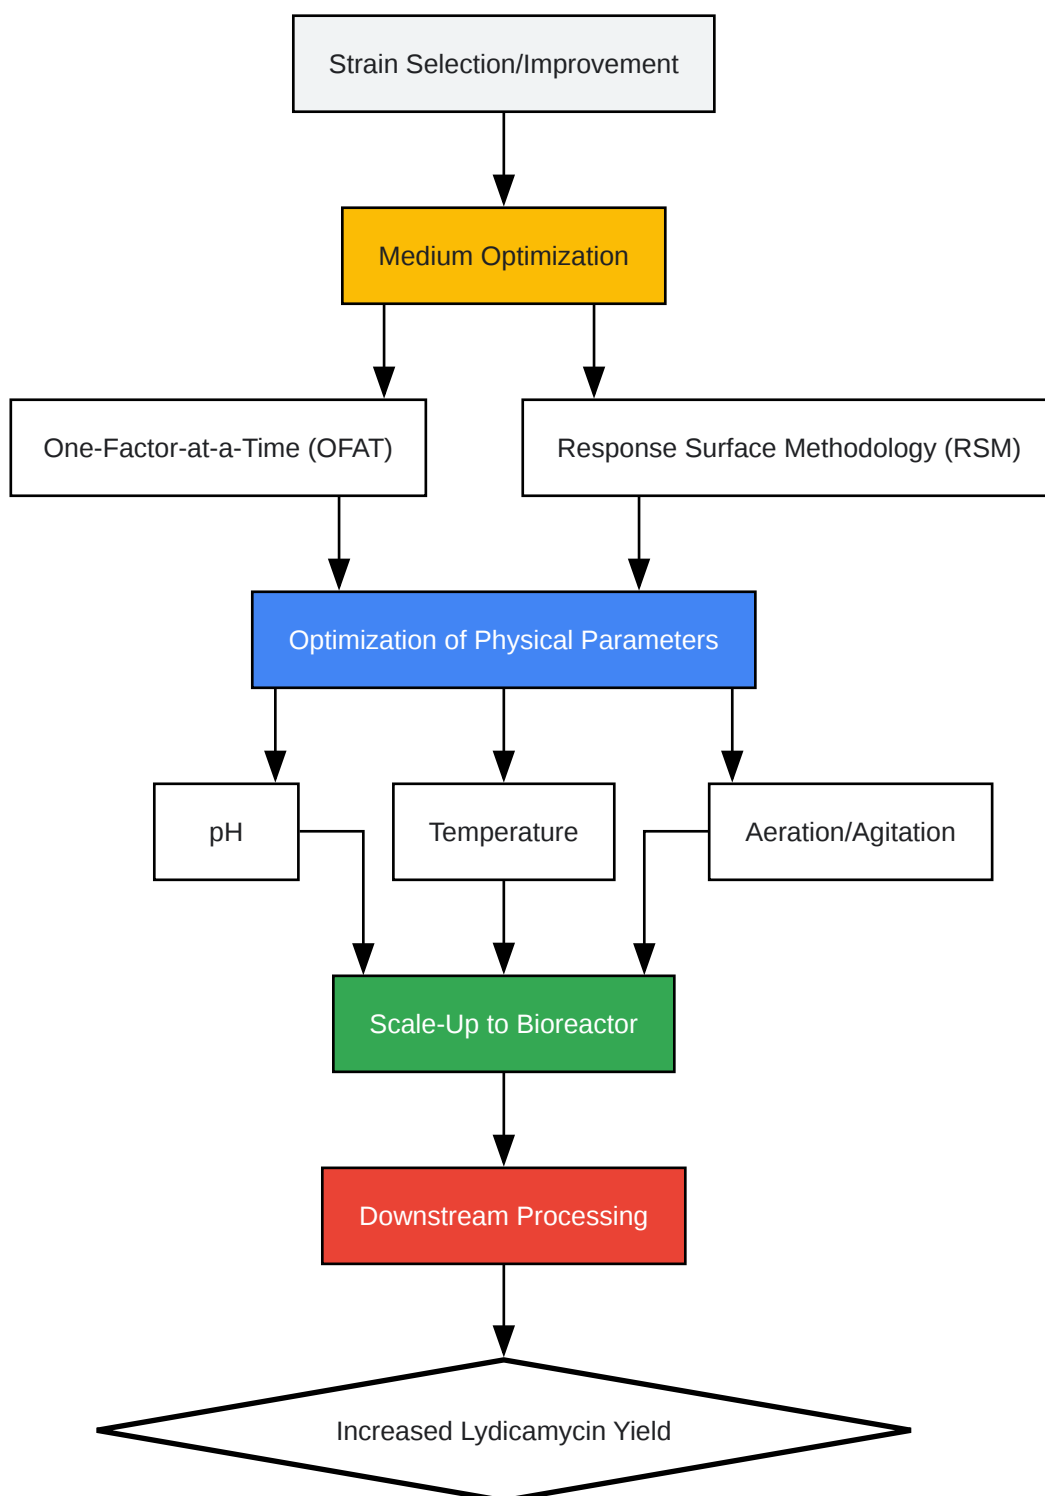 Strain Selection/Improvement
Medium Optimization
One-Factor-at-a-Time (OFAT)
Response Surface Methodology (RSM)
Optimization of Physical Parameters
pH
Temperature
Aeration/Agitation
Scale-Up to Bioreactor
Downstream Processing
Increased Lydicamycin Yield